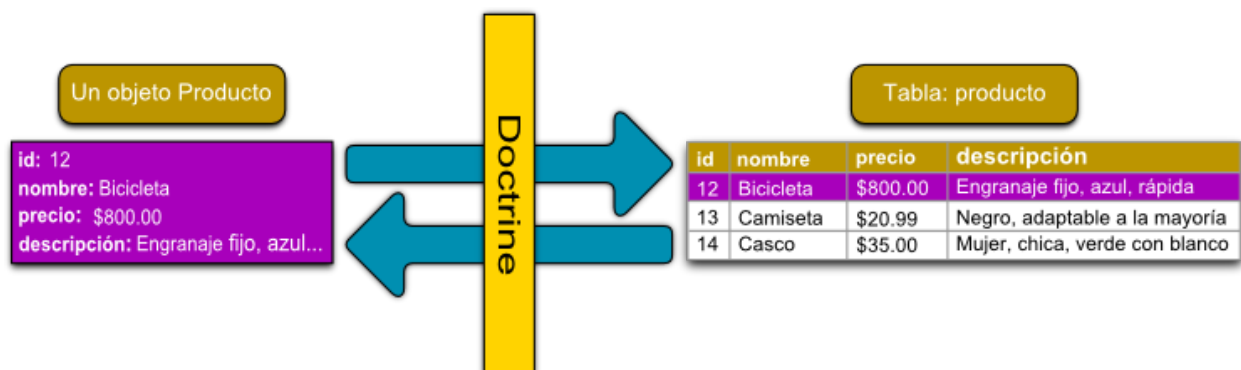 Un objeto Producto
id: 12
nombre: Bicicleta
precio: $800.00
descripción: Engranaje fijo, azul...
Doctrine
Tabla: producto
id nombre precio descripción
12 Bicicleta $800.00 Engranaje fijo, azul, rápida
13 Camiseta $20.99 Negro, adaptable a la mayoría
14 Casco $35.00 Mujer, chica, verde con blanco